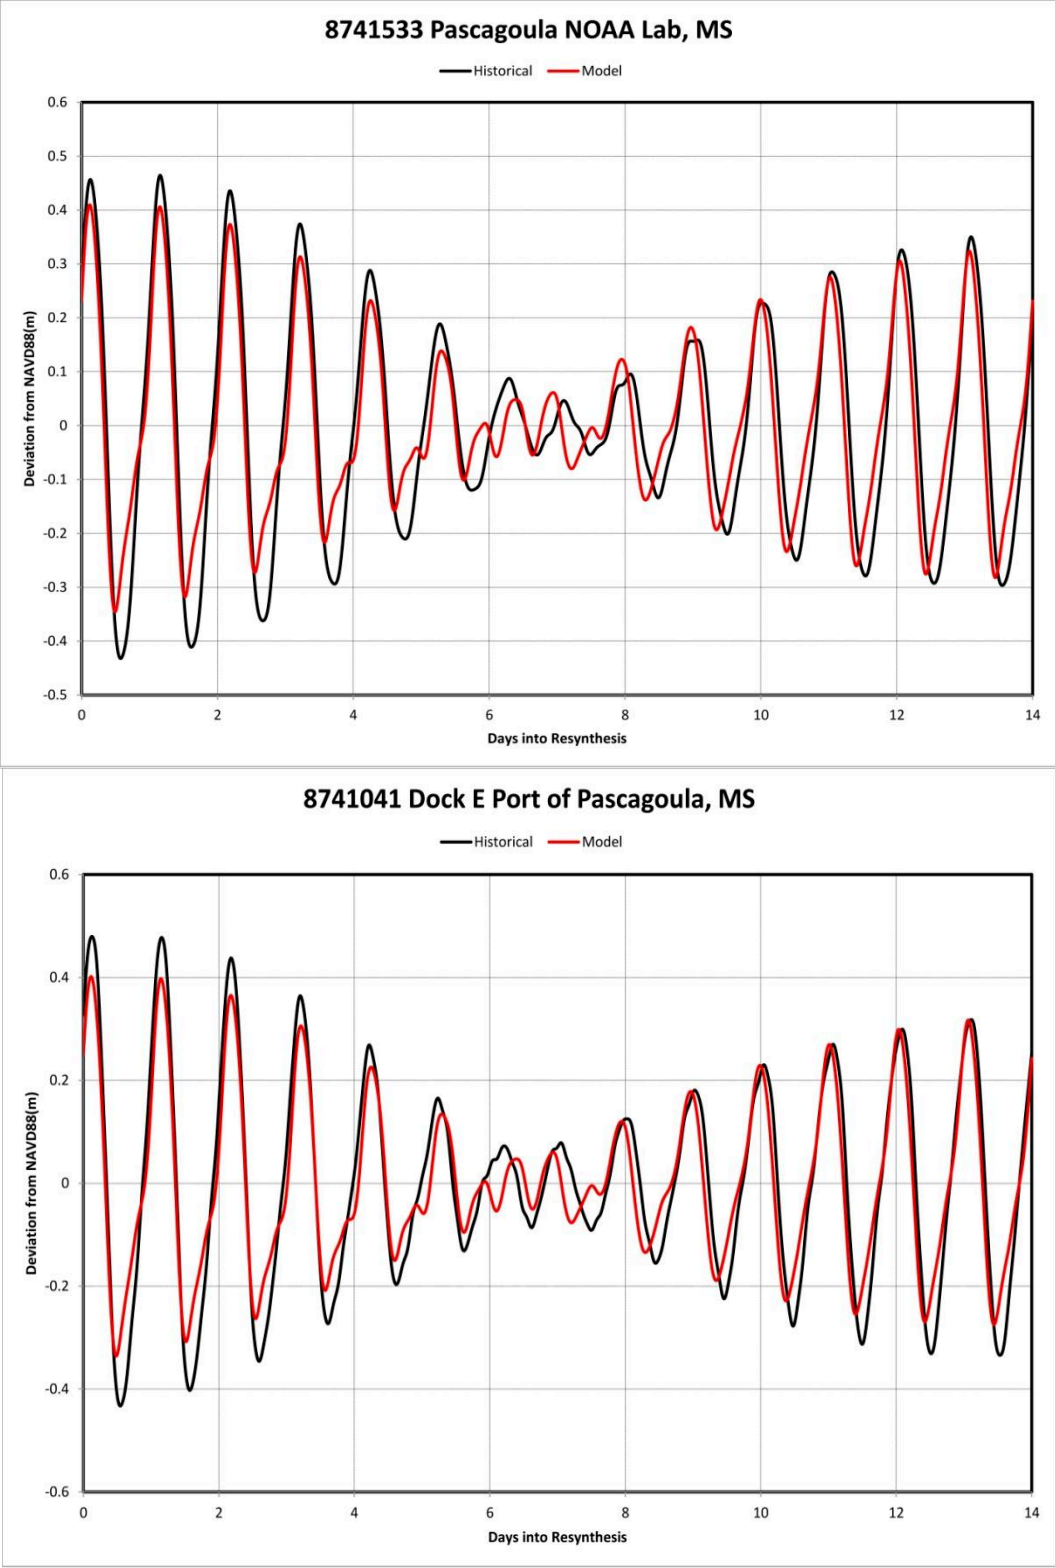 8741533 Pascagoula NOAA Lab, MS
Historical Model
0.6
0.5
0.4
0.3
0.2
0.1
0
-0.1
-0.2
-0.3
-0.4
-0.5
Deviation from NAVD88(m)
0 2 4 6 8 10 12 14
Days into Resynthesis
8741041 Dock E Port of Pascagoula, MS
Historical Model
0.6
0.4
0.2
0
-0.2
-0.4
-0.6
Deviation from NAVD88(m)
0 2 4 6 8 10 12 14
Days into Resynthesis